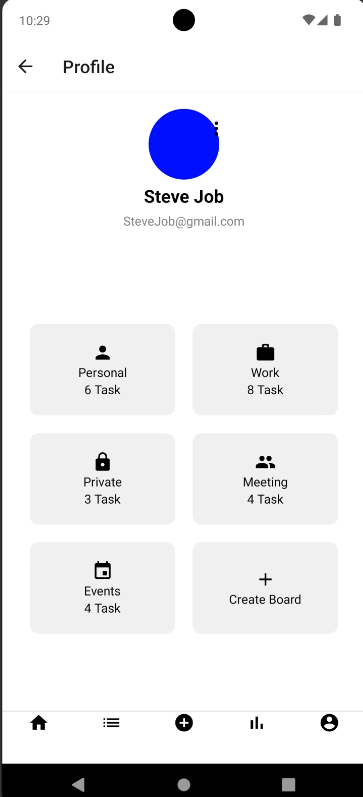 10:29
Profile
Steve Job
SteveJob@gmail.com
Personal
6 Task
Work
8 Task
Private
3 Task
Meeting
4 Task
Events
4 Task
Create Board